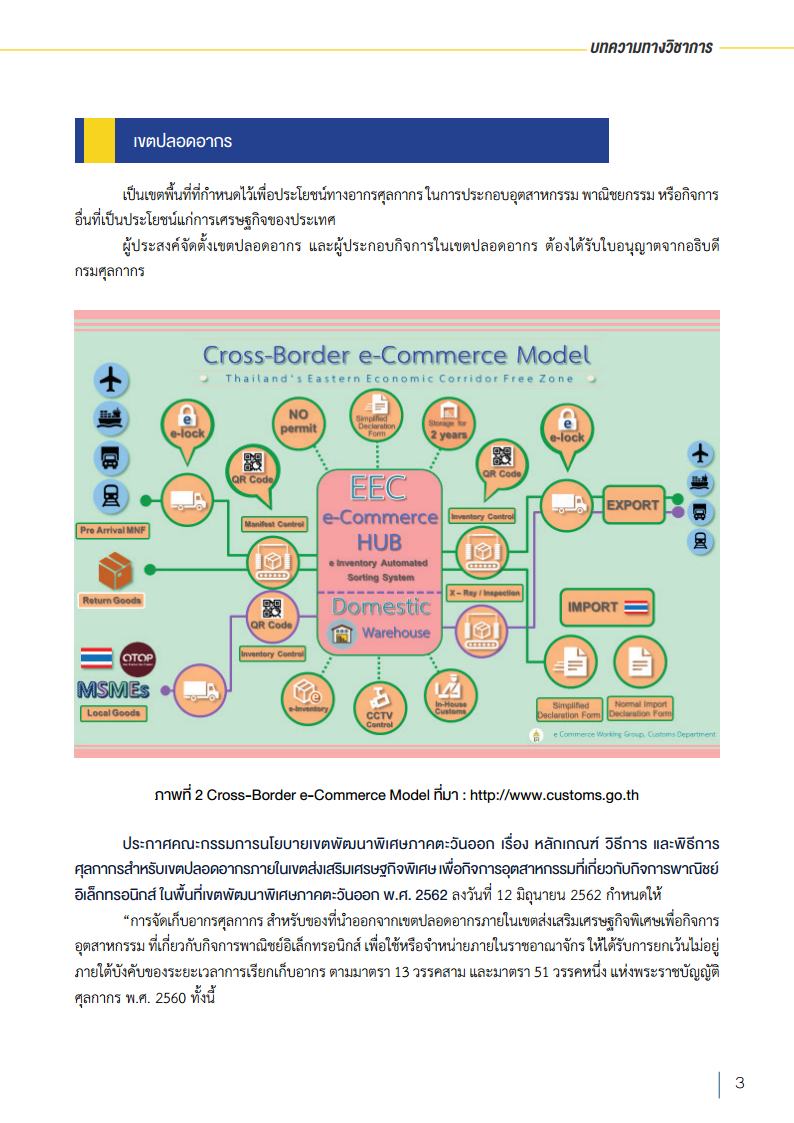 บทความทางวิชาการ
เขตปลอดอากร
เป็นเขตพื้นที่ที่กำหนดไว้เพื่อประโยชน์ทางอากรศุลกากร ในการประกอบอุตสาหกรรม พาณิชยกรรม หรือกิจการ
อื่นที่เป็นประโยชน์แก่การเศรษฐกิจของประเทศ
ผู้ประสงค์จัดตั้งเขตปลอดอากร และผู้ประกอบกิจการในเขตปลอดอากร ต้องได้รับใบอนุญาตจากอธิบดี
กรมศุลกากร
Cross-Border e-Commerce Model
Thailand's Eastern Economic Corridor Free Zone
e
e-lock
NO
permit
Simplified
Declaration
Form
Storage for
2 years
e
e-lock
QR Code
QR Code
Pre Arrival MNF
Manifest Control
EEC
e-Commerce
HUB
e Inventory Automated
Sorting System
Inventory Control
EXPORT
Return Goods
QR Code
Inventory Control
Domestic
Warehouse
X - Ray / Inspection
IMPORT
OTOP
MSMEs
Local Goods
e-Inventory
CCTV
Control
In-House
Customs
Simplified
Declaration Form
Normal Import
Declaration Form
e Commerce Working Group, Customs Department
ภาพที่ 2 Cross-Border e-Commerce Model ที่มา : http://www.customs.go.th
ประกาศคณะกรรมการนโยบายเขตพัฒนาพิเศษภาคตะวันออก เรื่อง หลักเกณฑ์ วิธีการ และพิธีการ
ศุลกากรสำหรับเขตปลอดอากรภายในเขตส่งเสริมเศรษฐกิจพิเศษ เพื่อกิจการอุตสาหกรรมที่เกี่ยวกับกิจการพาณิชย์
อิเล็กทรอนิกส์ ในพื้นที่เขตพัฒนาพิเศษภาคตะวันออก พ.ศ. 2562 ลงวันที่ 12 มิถุนายน 2562 กำหนดให้
“การจัดเก็บอากรศุลกากร สำหรับของที่นำออกจากเขตปลอดอากรภายในเขตส่งเสริมเศรษฐกิจพิเศษเพื่อกิจการ
อุตสาหกรรม ที่เกี่ยวกับกิจการพาณิชย์อิเล็กทรอนิกส์ เพื่อใช้หรือจำหน่ายภายในราชอาณาจักร ให้ได้รับการยกเว้นไม่อยู่
ภายใต้บังคับของระยะเวลาการเรียกเก็บอากร ตามมาตรา 13 วรรคสาม และมาตรา 51 วรรคหนึ่ง แห่งพระราชบัญญัติ
ศุลกากร พ.ศ. 2560 ทั้งนี้
3